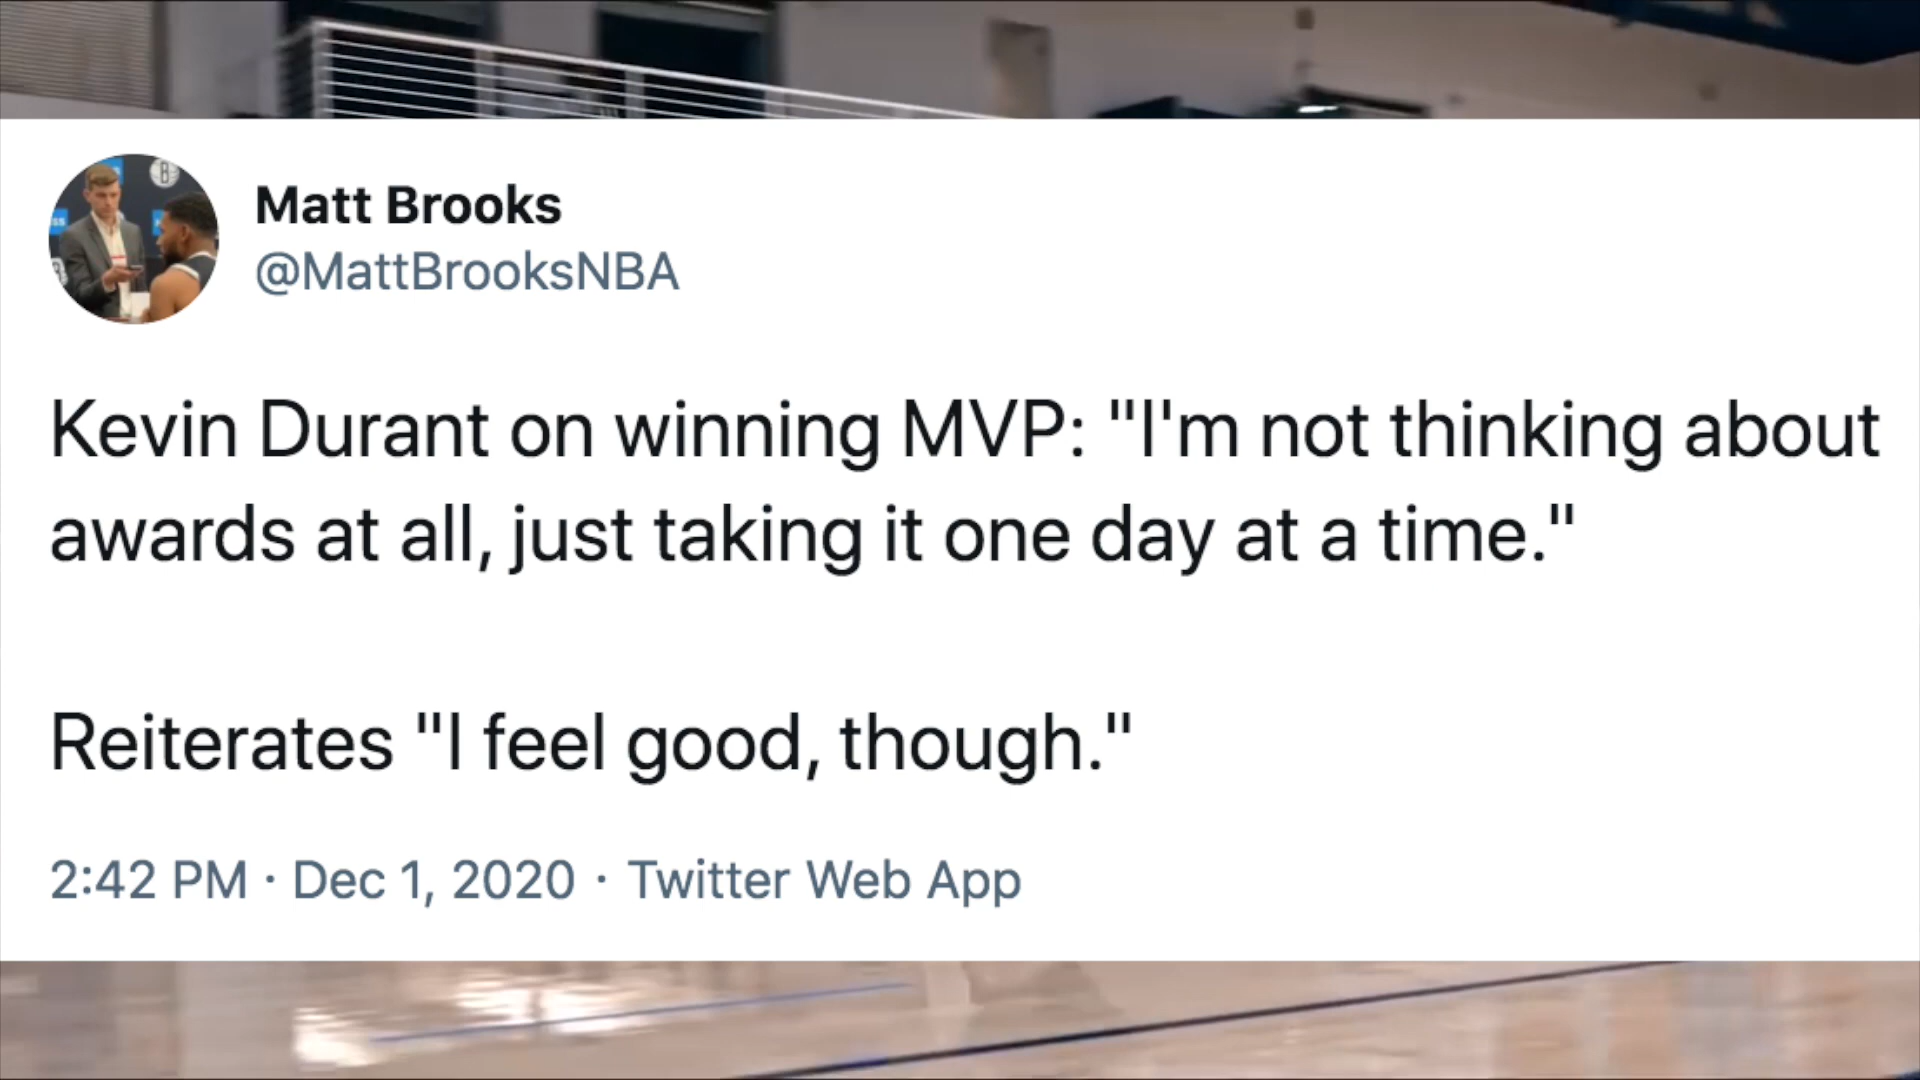 Matt Brooks
@MattBrooksNBA
Kevin Durant on winning MVP: "I'm not thinking about
awards at all, just taking it one day at a time."
Reiterates "I feel good, though."
2:42 PM · Dec 1, 2020 · Twitter Web App